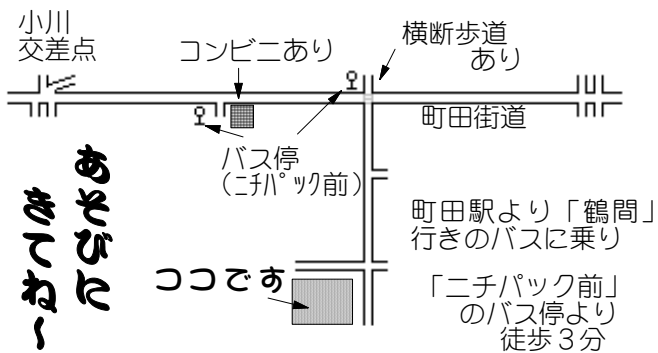 小川
交差点
コンビニあり
横断歩道
あり
町田街道
バス停
(ニチパック前)
あそびに
きてね～
町田駅より「鶴間」
行きのバスに乗り
ココです
「ニチパック前」
のバス停より
徒歩３分